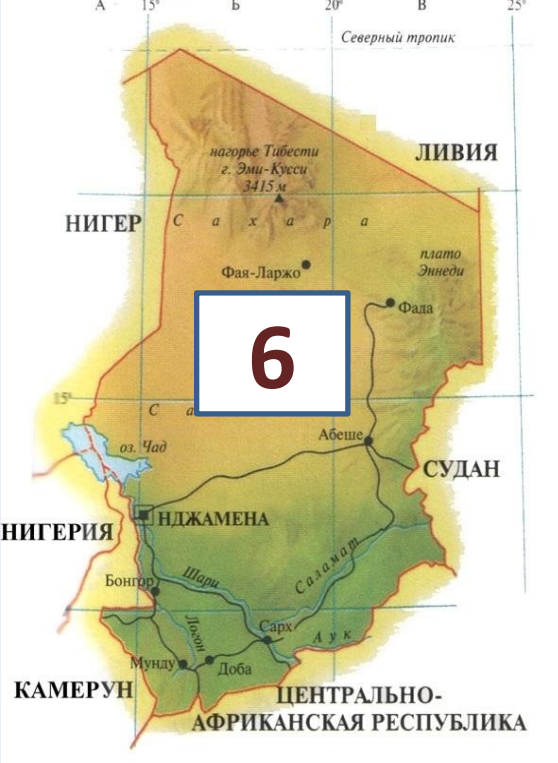 А 15° Б 20° В 25°
Северный тропик
нагорье Тибести
г. Эми-Кусси
3415 м
ЛИВИЯ
НИГЕР
С а х а р а
плато
Эннеди
Фая-Ларжо
Фада
6
15°
С а
Абеше
оз. Чад
СУДАН
НДЖАМЕНА
НИГЕРИЯ
Бонгор
Шари
Саламат
Логон
Сарх
Аук
Мунду
Доба
КАМЕРУН
ЦЕНТРАЛЬНО-
АФРИКАНСКАЯ РЕСПУБЛИКА